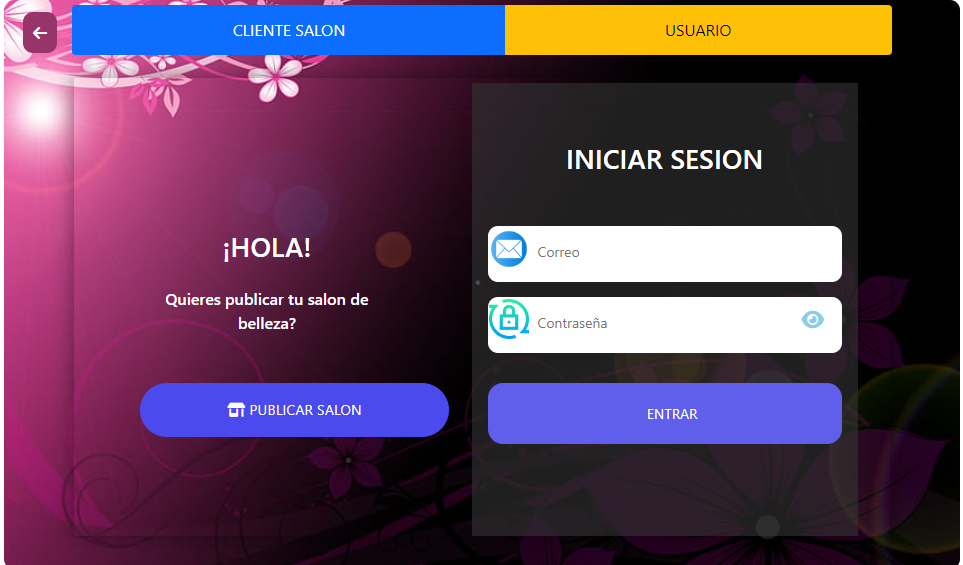 CLIENTE SALON
USUARIO
¡HOLA!
Quieres publicar tu salon de
belleza?
PUBLICAR SALON
INICIAR SESION
Correo
Contraseña
ENTRAR